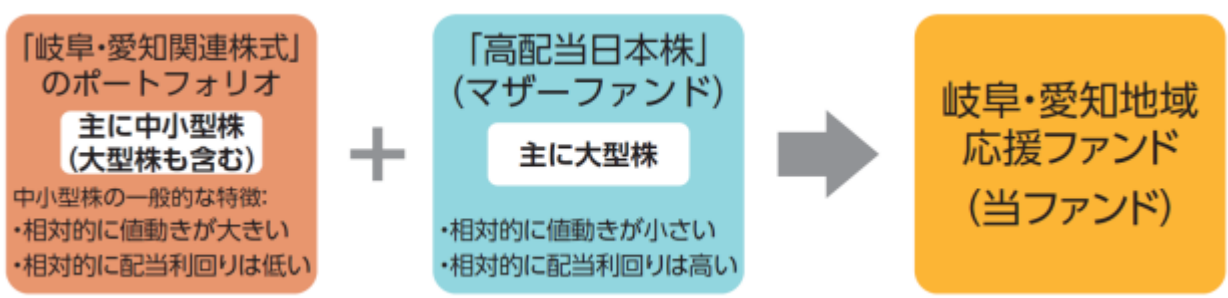 「岐阜・愛知関連株式」
のポートフォリオ
主に中小型株
(大型株も含む)
中小型株の一般的な特徴:
・相対的に値動きが大きい
・相対的に配当利回りは低い
+
「高配当日本株」
(マザーファンド)
主に大型株
・相対的に値動きが小さい
・相対的に配当利回りは高い
岐阜・愛知地域
応援ファンド
(当ファンド)